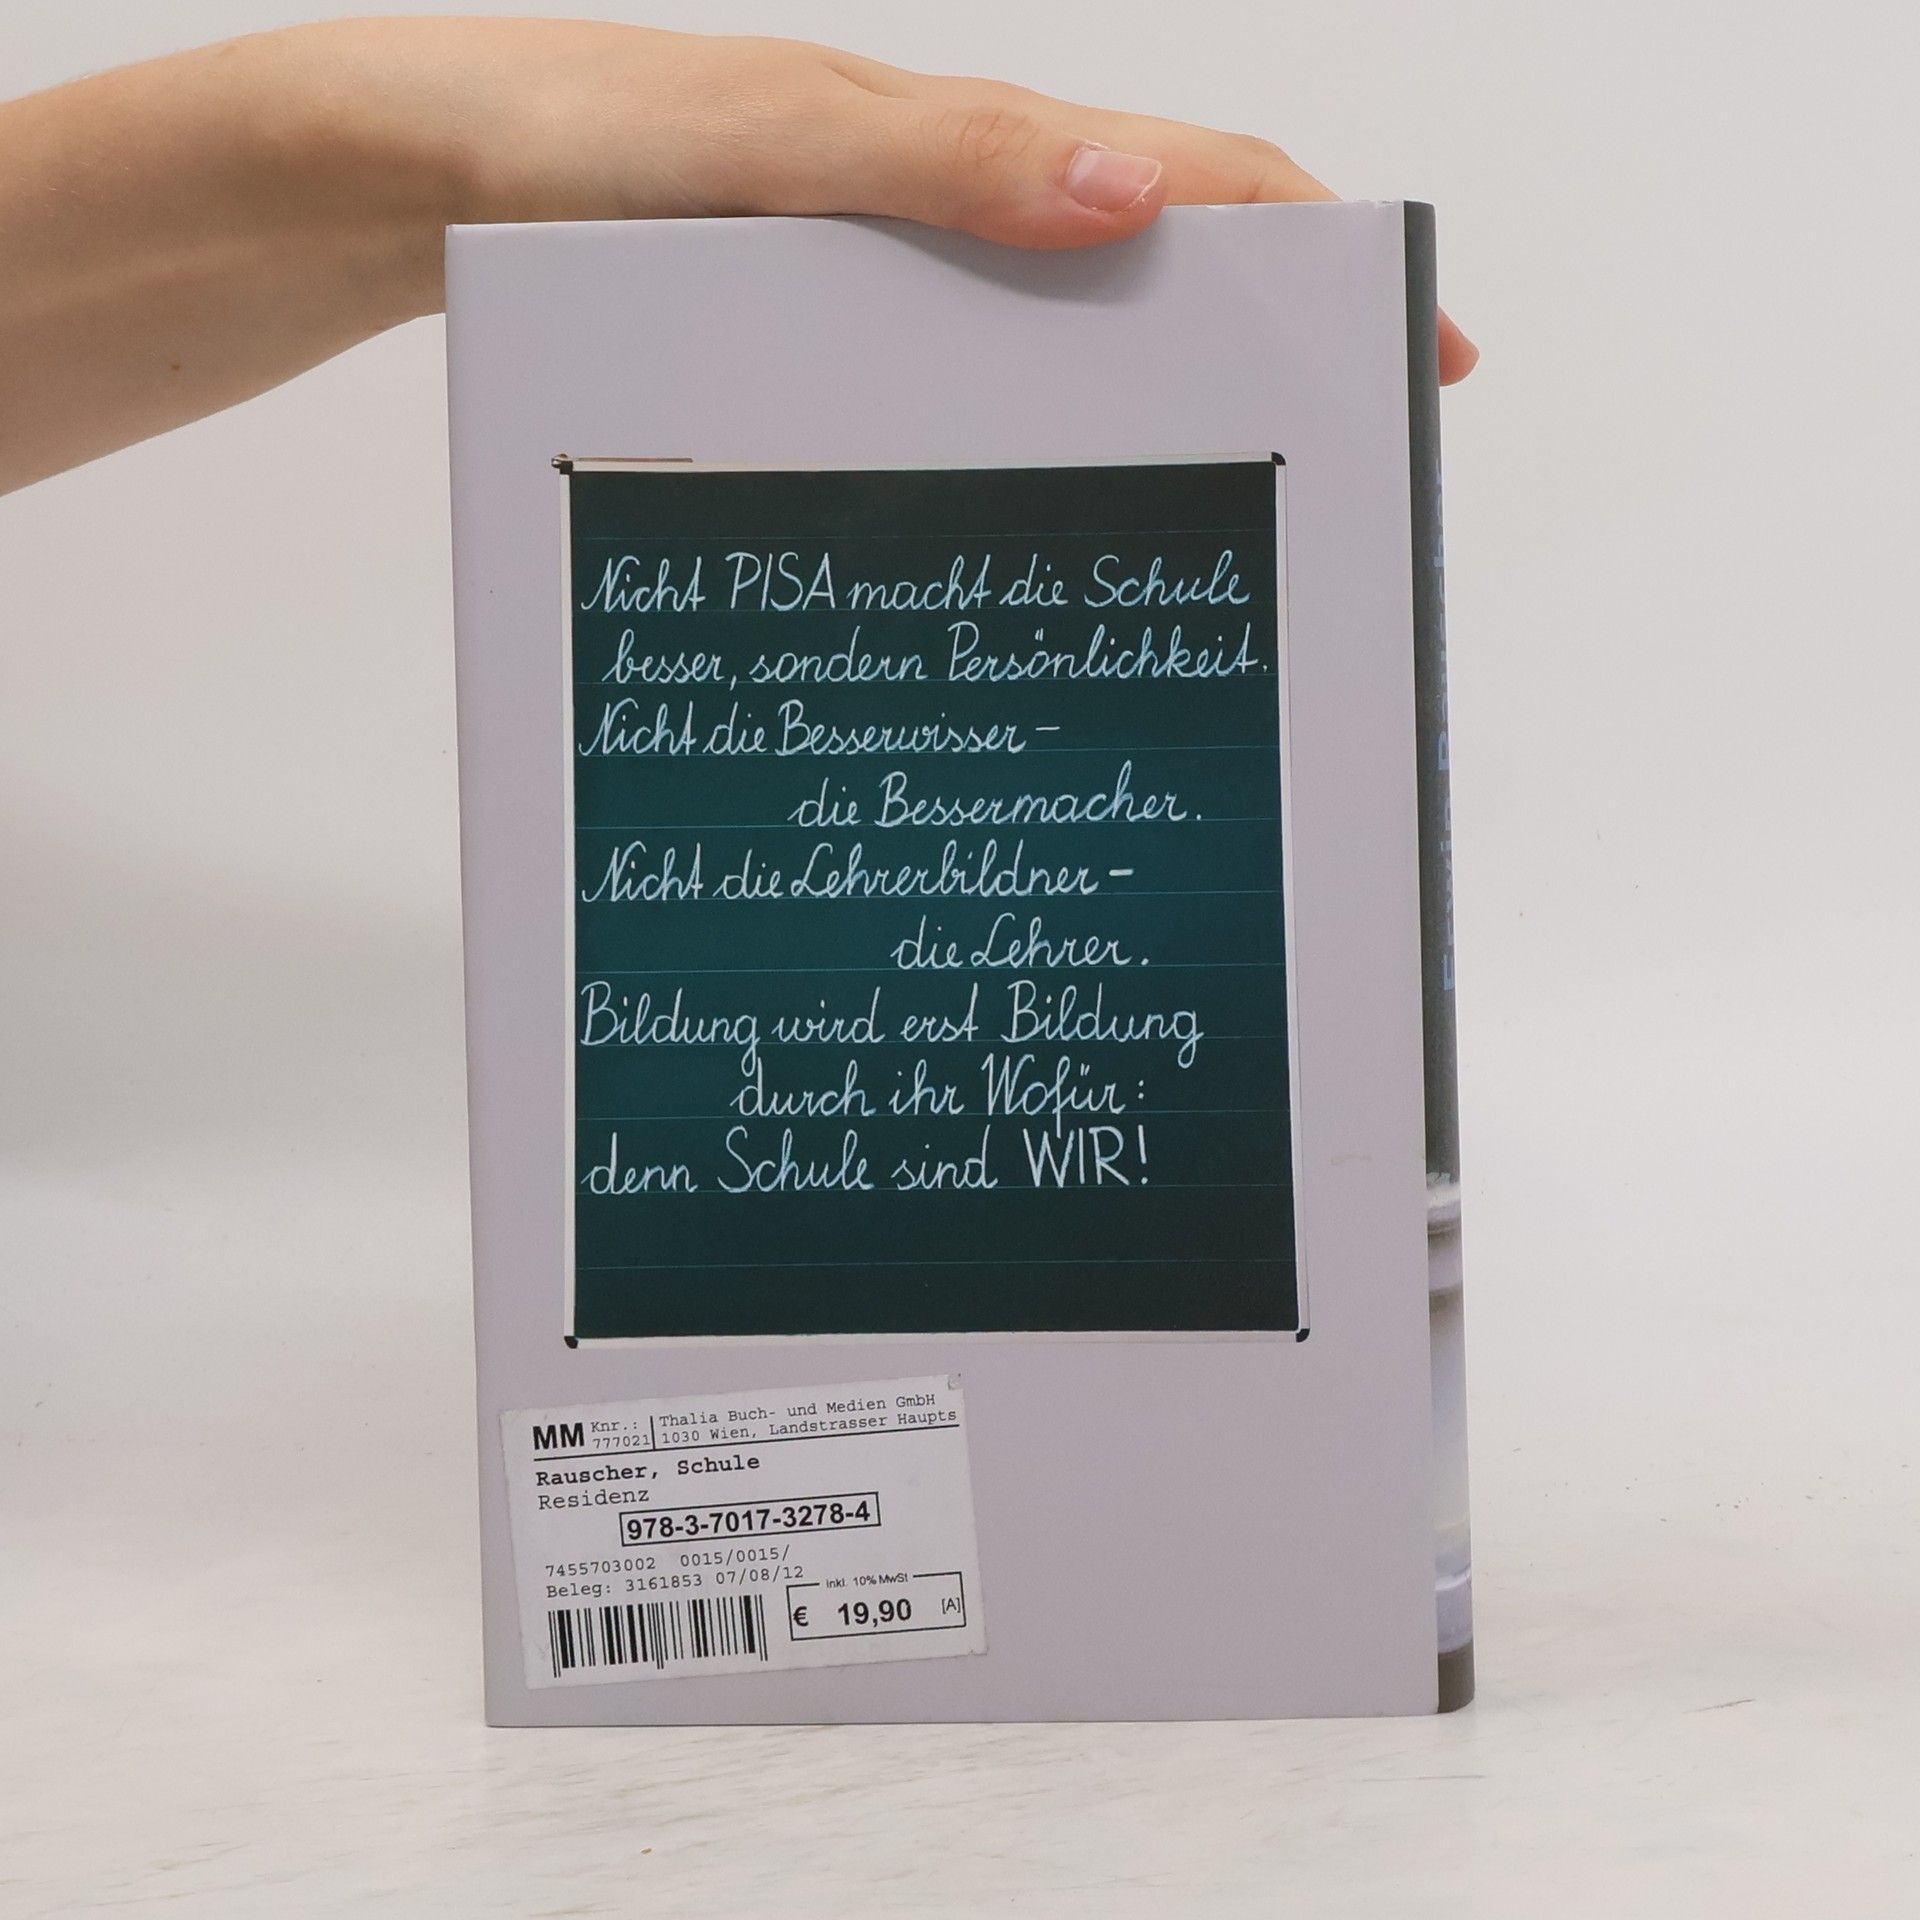 Nicht PISA macht die Schule
besser, sondern Persönlichkeit.
Nicht die Besserwisser –
die Bessermacher.
Nicht die Lehrerbildner –
die Lehrer.
Bildung wird erst Bildung
durch ihr Wofür:
denn Schule sind WIR!
Erwin Rauscher
MM Knr.: 777021
Thalia Buch- und Medien GmbH
1030 Wien, Landstrasser Haupts
Rauscher, Schule
Residenz
978-3-7017-3278-4
7455703002 0015/0015/
Beleg: 3161853 07/08/12
inkl. 10% MwSt
€ 19,90 [A]